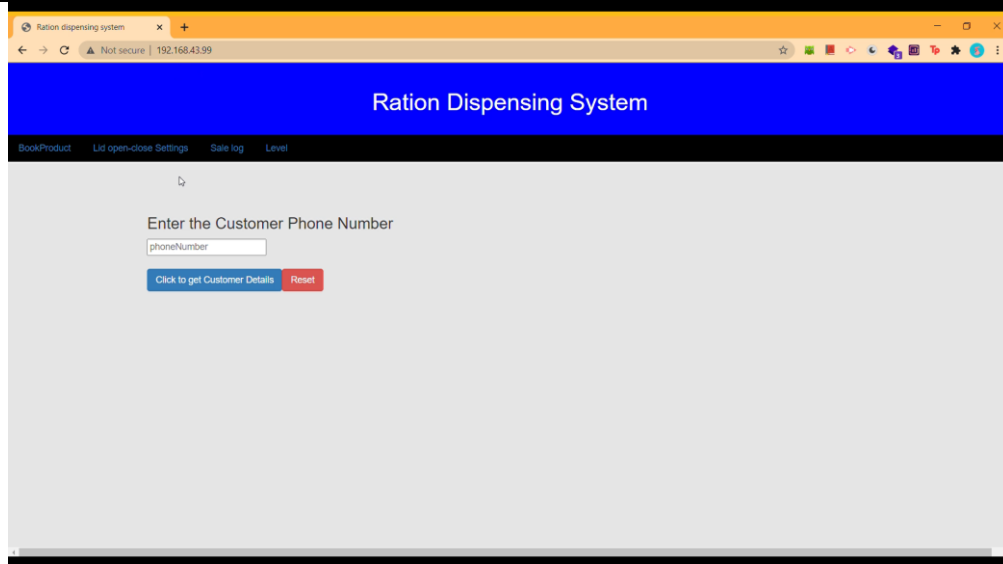 Ration dispensing system
Not secure | 192.168.43.99
Tp
Ration Dispensing System
BookProduct Lid open-close Settings Sale log Level
Enter the Customer Phone Number
phoneNumber
Click to get Customer Details Reset